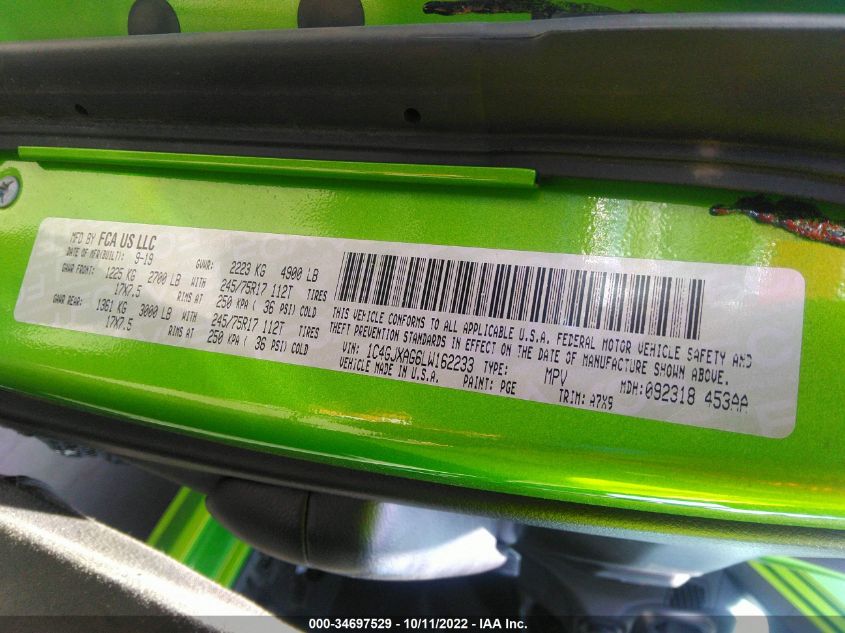 MFD BY FCA US LLC
DATE OF MFR(BUILT): 9-19 GVWR: 2223 KG 4900 LB
GAWR FRONT: 1225 KG 2700 LB WITH 245/75R17 112T TIRES
17X7.5 RIMS AT 250 KPA ( 36 PSI) COLD
GAWR REAR: 1361 KG 3000 LB WITH 245/75R17 112T TIRES
17X7.5 RIMS AT 250 KPA ( 36 PSI) COLD
THIS VEHICLE CONFORMS TO ALL APPLICABLE U.S.A. FEDERAL MOTOR VEHICLE SAFETY AND
THEFT PREVENTION STANDARDS IN EFFECT ON THE DATE OF MANUFACTURE SHOWN ABOVE.
VIN: 1C4GJXAG6LW162233 TYPE: MPV MDH:092318 453AA
VEHICLE MADE IN U.S.A. PAINT: PGE TRIM: A7X9
000-34697529 - 10/11/2022 - IAA Inc.